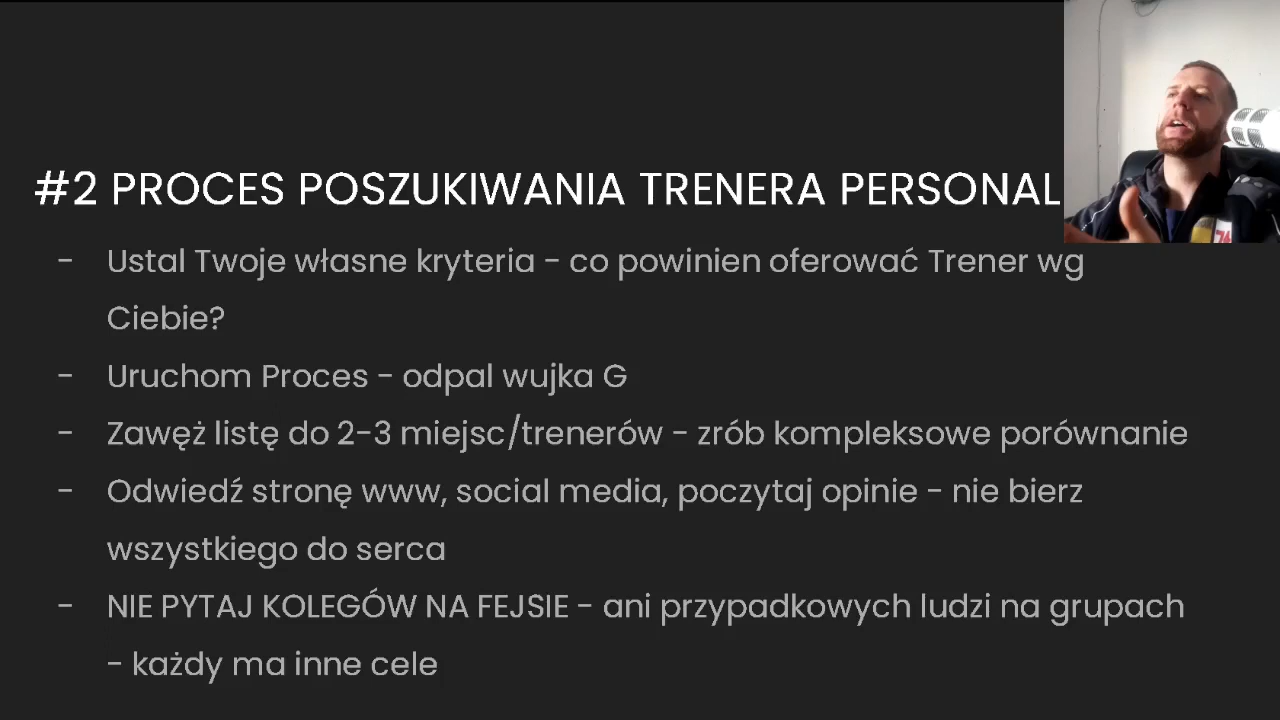 #2 PROCES POSZUKIWANIA TRENERA PERSONAL
- Ustal Twoje własne kryteria - co powinien oferować Trener wg
Ciebie?
- Uruchom Proces - odpal wujka G
- Zawęż listę do 2-3 miejsc/trenerów - zrób kompleksowe porównanie
- Odwiedź stronę www, social media, poczytaj opinie - nie bierz
wszystkiego do serca
- NIE PYTAJ KOLEGÓW NA FEJSIE - ani przypadkowych ludzi na grupach
- każdy ma inne cele